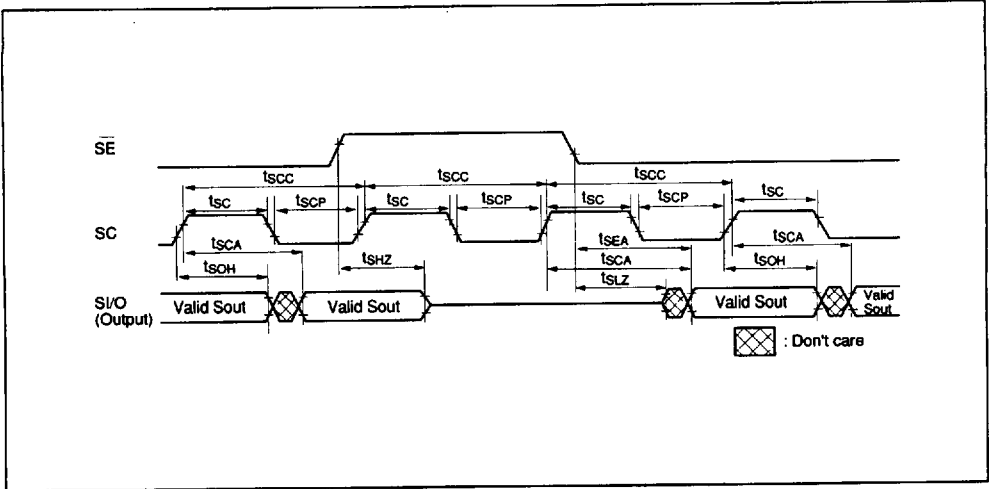 SE
tSCC tSCC tSCC
tSC tSCP tSC tSCP tSC tSCP tSC
SC
tSCA tSHZ tSEA tSCA
tSOH tSCA tSOH
tSLZ
SI/O
(Output)
Valid Sout Valid Sout Valid Sout Valid
Sout
: Don't care